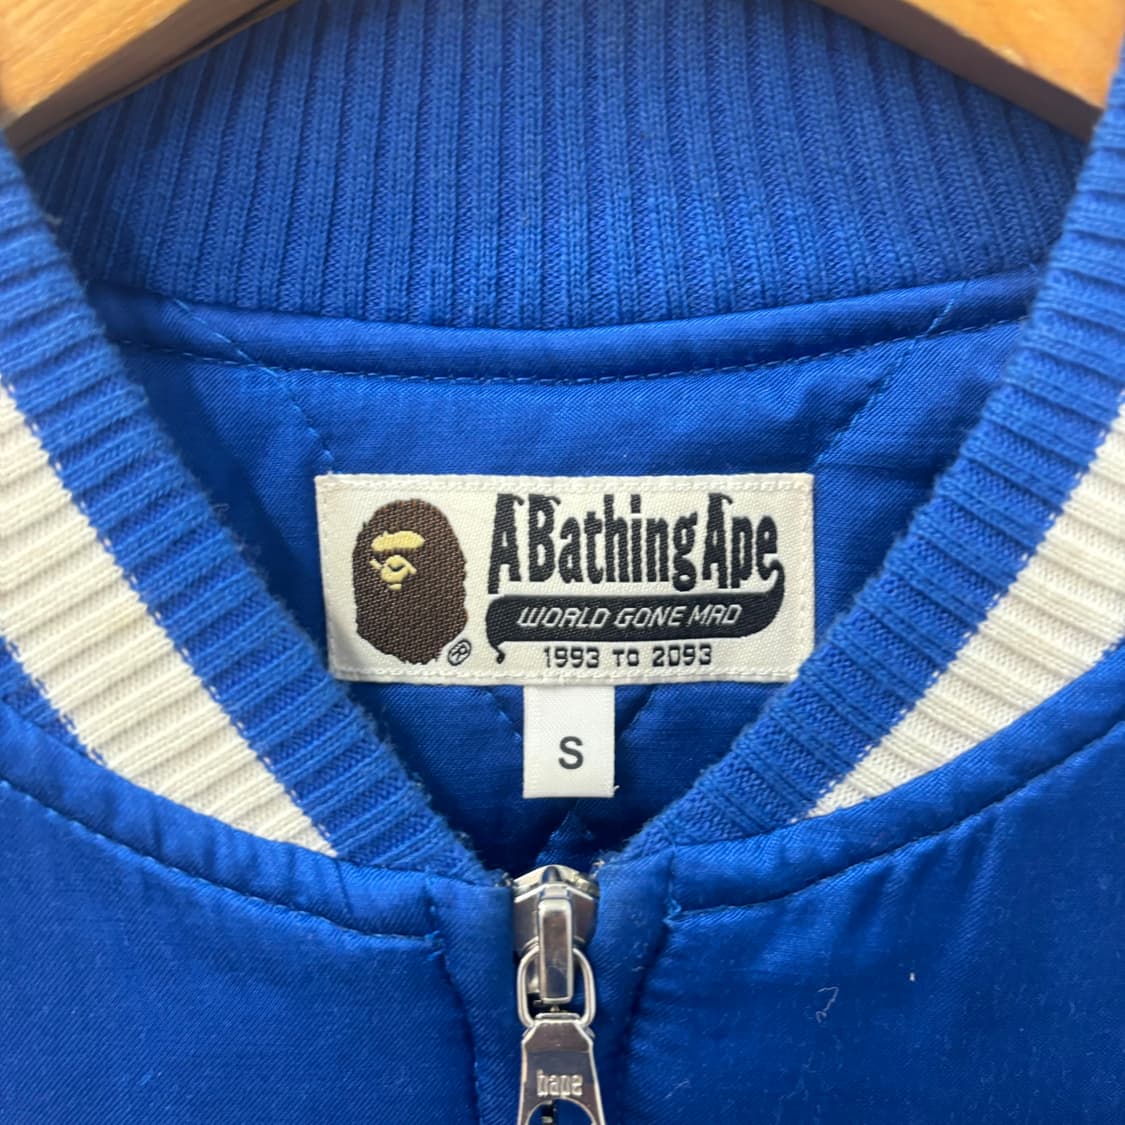 A Bathing Ape
WORLD GONE MAD
1993 TO 2093
®
S
bape